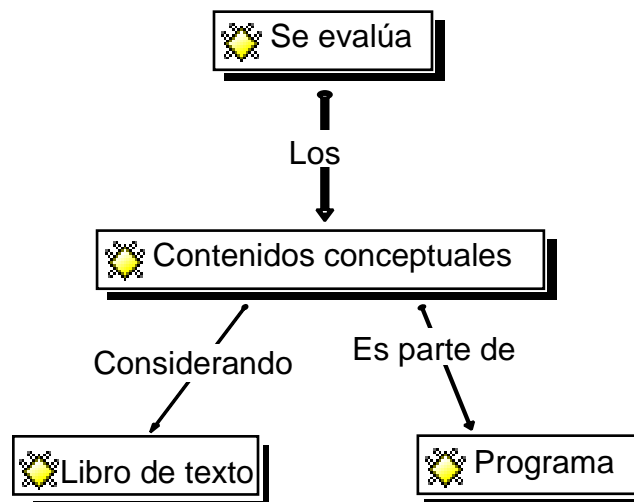 Se evalúa
Los
Contenidos conceptuales
Considerando
Es parte de
Libro de texto
Programa